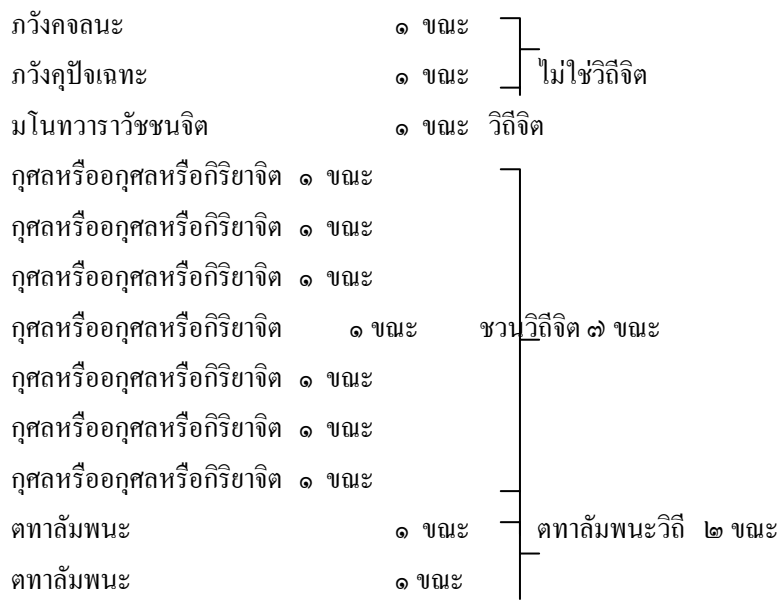 ภวังคจลนะ ๑ ขณะ
ภวังคุปัจเฉทะ ๑ ขณะ ไม่ใช่วิถีจิต
มโนทวาราวัชชนจิต ๑ ขณะ วิถีจิต
กุศลหรืออกุศลหรือกิริยาจิต ๑ ขณะ
กุศลหรืออกุศลหรือกิริยาจิต ๑ ขณะ
กุศลหรืออกุศลหรือกิริยาจิต ๑ ขณะ
กุศลหรืออกุศลหรือกิริยาจิต ๑ ขณะ ชวนวิถีจิต ๗ ขณะ
กุศลหรืออกุศลหรือกิริยาจิต ๑ ขณะ
กุศลหรืออกุศลหรือกิริยาจิต ๑ ขณะ
กุศลหรืออกุศลหรือกิริยาจิต ๑ ขณะ
ตทาลัมพนะ ๑ ขณะ ตทาลัมพนะวิถี ๒ ขณะ
ตทาลัมพนะ ๑ ขณะ